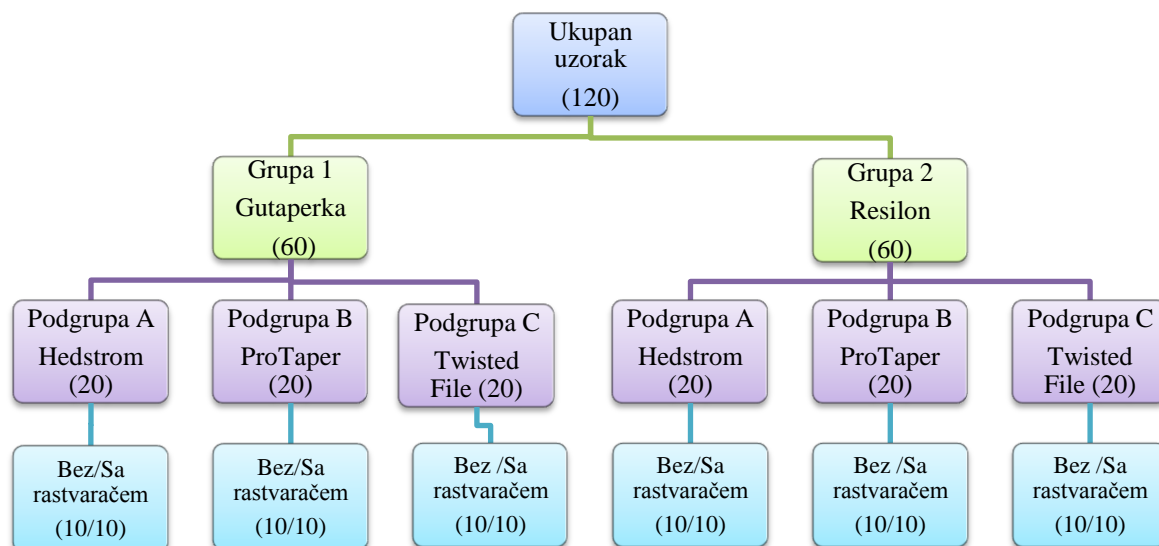 Ukupan
uzorak
(120)
Grupa 1
Gutaperka
(60)
Grupa 2
Resilon
(60)
Podgrupa A
Hedstrom
(20)
Podgrupa B
ProTaper
(20)
Podgrupa C
Twisted
File (20)
Podgrupa A
Hedstrom
(20)
Podgrupa B
ProTaper
(20)
Podgrupa C
Twisted
File (20)
Bez/Sa
rastvaračem
(10/10)
Bez/Sa
rastvaračem
(10/10)
Bez /Sa
rastvaračem
(10/10)
Bez/Sa
rastvaračem
(10/10)
Bez /Sa
rastvaračem
(10/10)
Bez /Sa
rastvaračem
(10/10)